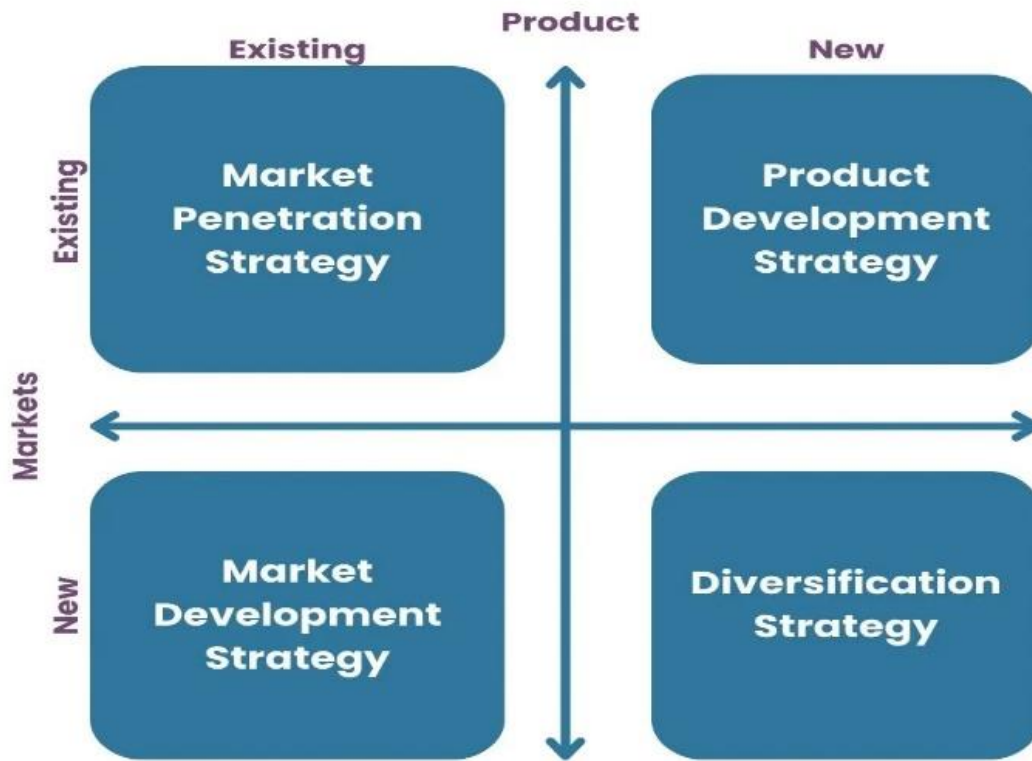 Product
Existing
New
Existing
Market
Penetration
Strategy
Product
Development
Strategy
Markets
New
Market
Development
Strategy
Diversification
Strategy